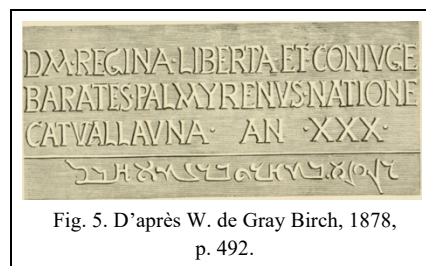 D·M·REGINA·LIBERTA·ET·CONIVGE
BARATES·PALMYRENVS·NATIONE
CATVALLAVNA· AN ·XXX·
Fig. 5. D’après W. de Gray Birch, 1878,
p. 492.